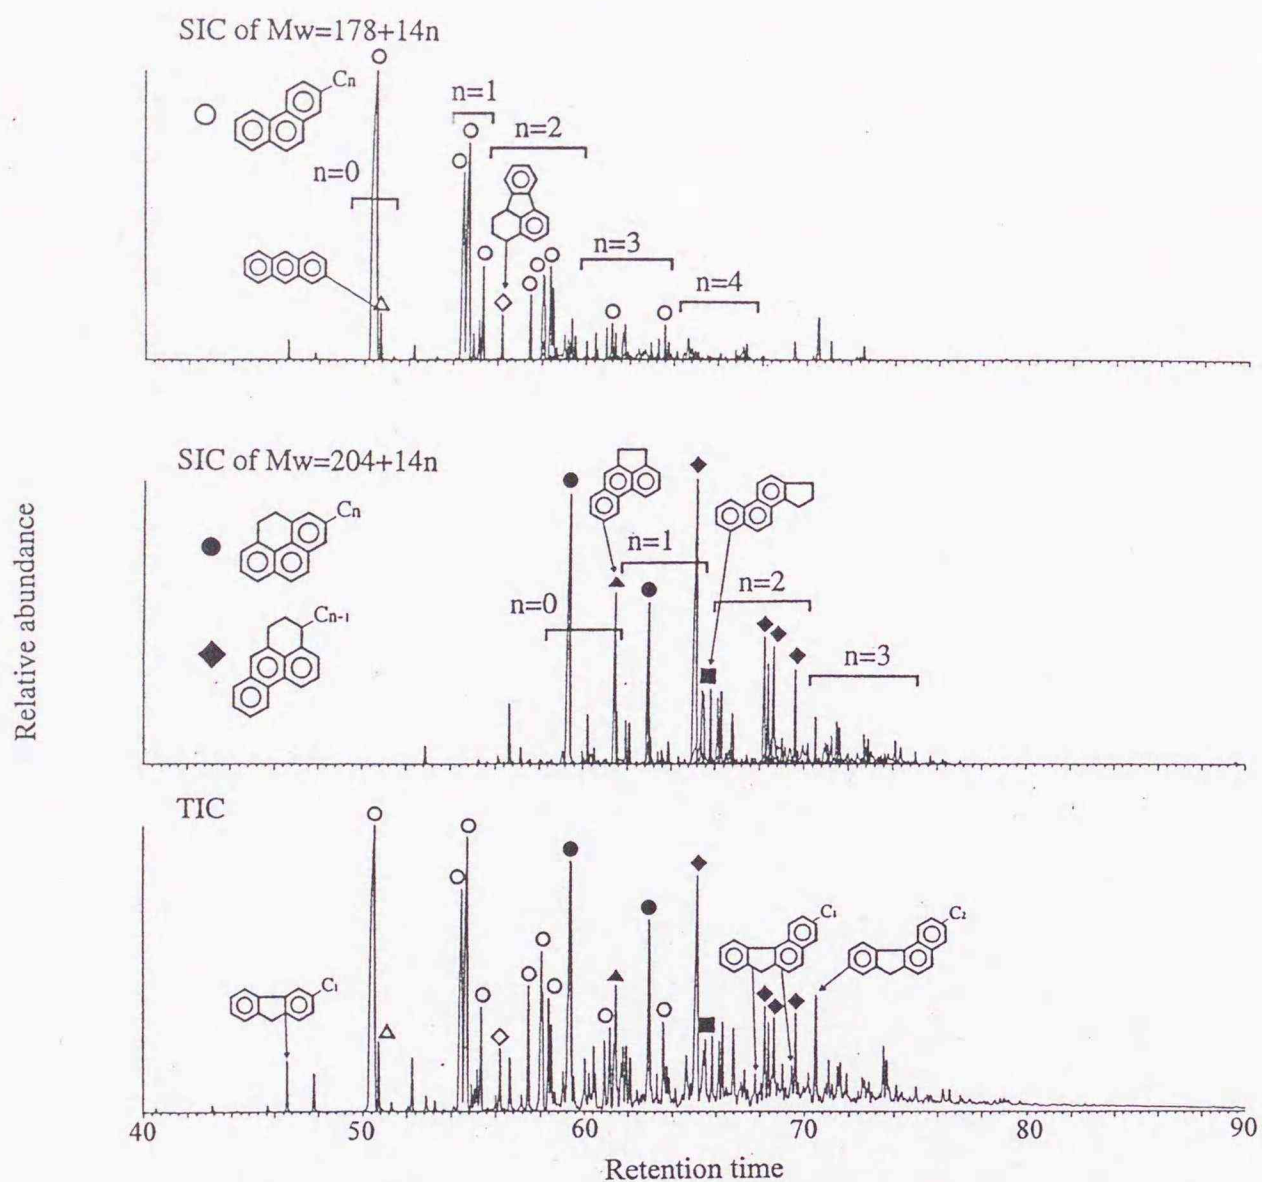 SIC of Mw=178+14n
Cn
n=1
n=2
n=0
n=3
n=4
SIC of Mw=204+14n
Cn
n=1
n=2
n=0
Cn-1
n=3
Relative abundance
TIC
C1
C2
C1
40
50
60
70
80
90
Retention time